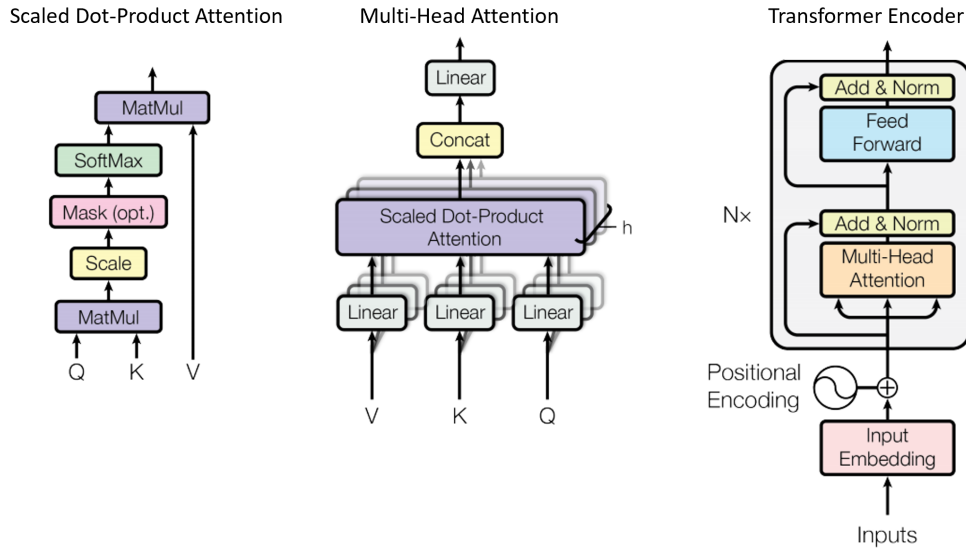 Scaled Dot-Product Attention
MatMul
SoftMax
Mask (opt.)
Scale
MatMul
Q K V
Multi-Head Attention
Linear
Concat
Scaled Dot-Product
Attention
h
Linear Linear Linear
V K Q
Transformer Encoder
Add & Norm
Feed
Forward
N×
Add & Norm
Multi-Head
Attention
Positional
Encoding
Input
Embedding
Inputs